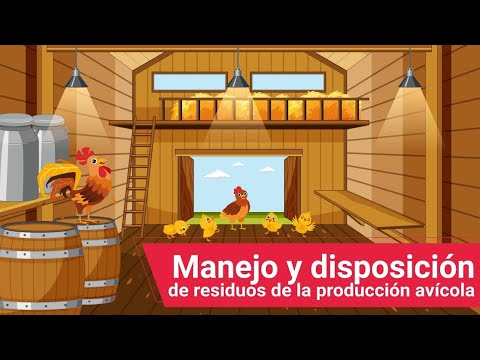 Manejo y disposición
de residuos de la producción avícola